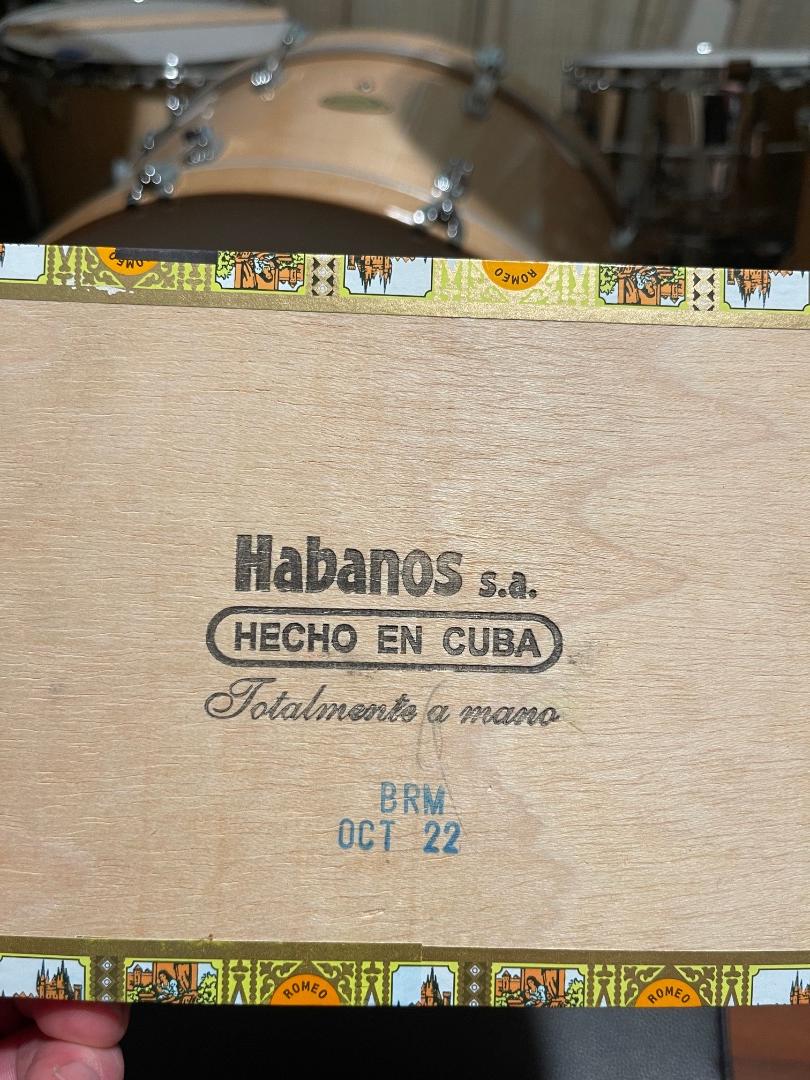 ROMEO
ROMEO
Habanos s.a.
HECHO EN CUBA
Totalmente a mano
BRM
OCT 22
ROMEO
ROMEO